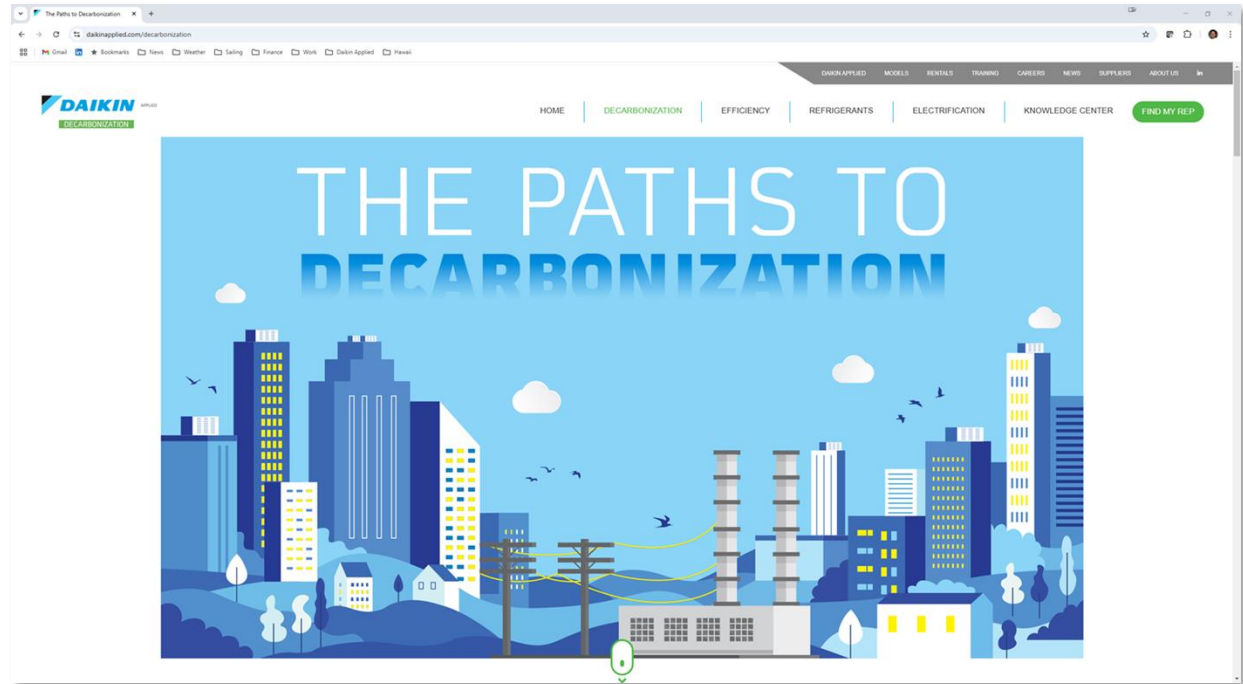 The Paths to Decarbonization
daikinapplied.com/decarbonization
Gmail Bookmarks News Weather Sailing Finance Work Daikin Applied Hawaii
DAIKIN APPLIED MODELS RENTALS TRAINING CAREERS NEWS SUPPLIERS ABOUT US in
DAIKIN APPLIED
DECARBONIZATION
HOME DECARBONIZATION EFFICIENCY REFRIGERANTS ELECTRIFICATION KNOWLEDGE CENTER FIND MY REP
THE PATHS TO
DECARBONIZATION